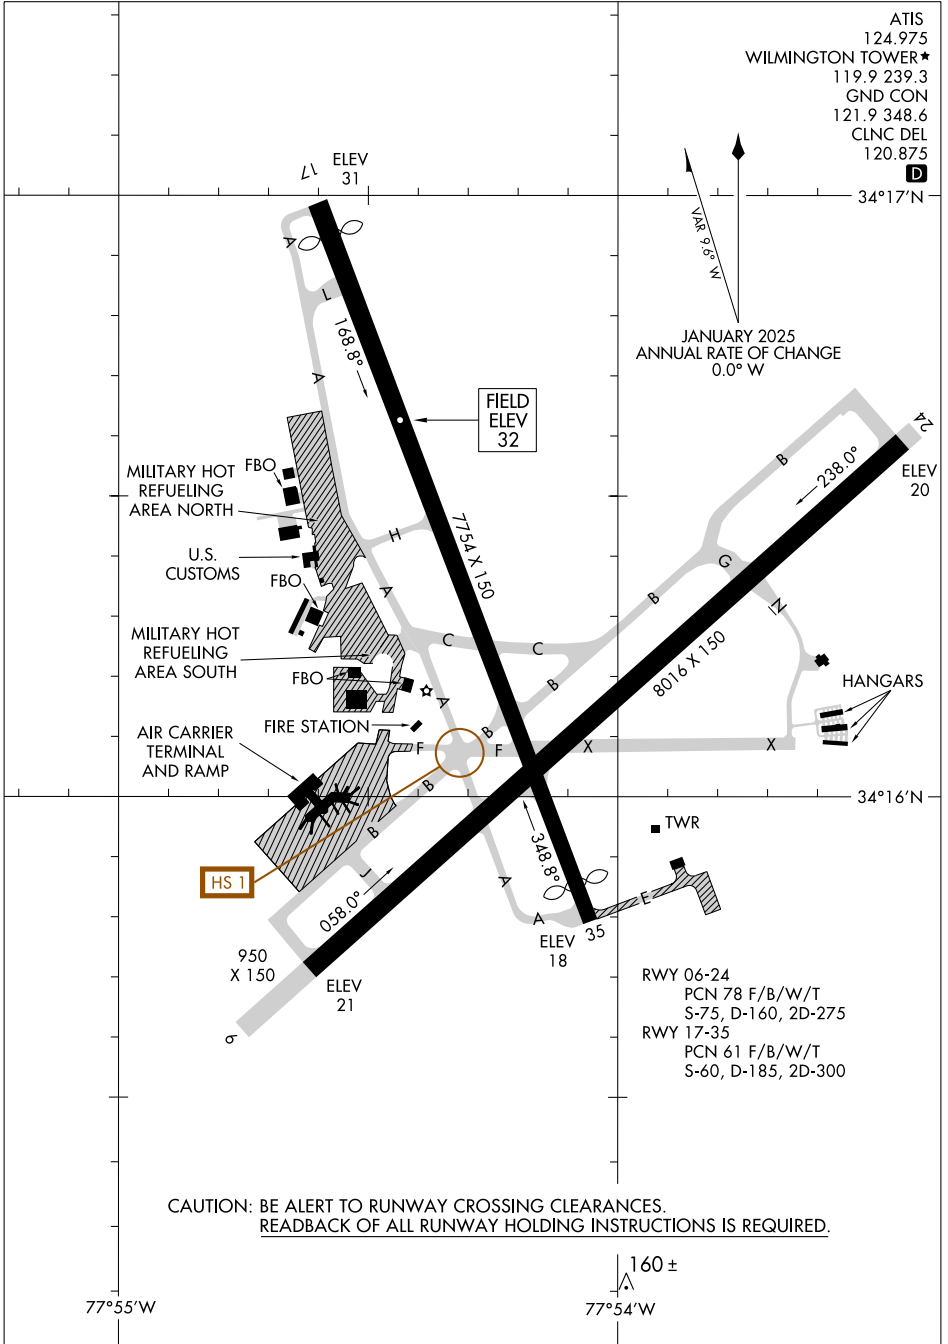 ATIS
124.975
WILMINGTON TOWER★
119.9 239.3
GND CON
121.9 348.6
CLNC DEL
120.875
D
34°17'N
VAR 9.6° W
JANUARY 2025
ANNUAL RATE OF CHANGE
0.0° W
17
ELEV
31
A
L
168.8°
A
FIELD
ELEV
32
24
ELEV
20
B
238.0°
MILITARY HOT
REFUELING
AREA NORTH
FBO
H
7754 X 150
U.S.
CUSTOMS
FBO
A
G
N
B
MILITARY HOT
REFUELING
AREA SOUTH
C
C
B
8016 X 150
FBO
A
HANGARS
FIRE STATION
B
AIR CARRIER
TERMINAL
AND RAMP
F
F
X
X
B
34°16'N
B
TWR
HS 1
J
348.8°
058.0°
A
A
E
35
ELEV
18
950
X 150
ELEV
21
6
RWY 06-24
PCN 78 F/B/W/T
S-75, D-160, 2D-275
RWY 17-35
PCN 61 F/B/W/T
S-60, D-185, 2D-300
CAUTION: BE ALERT TO RUNWAY CROSSING CLEARANCES.
READBACK OF ALL RUNWAY HOLDING INSTRUCTIONS IS REQUIRED.
160 ±
77°55'W
77°54'W